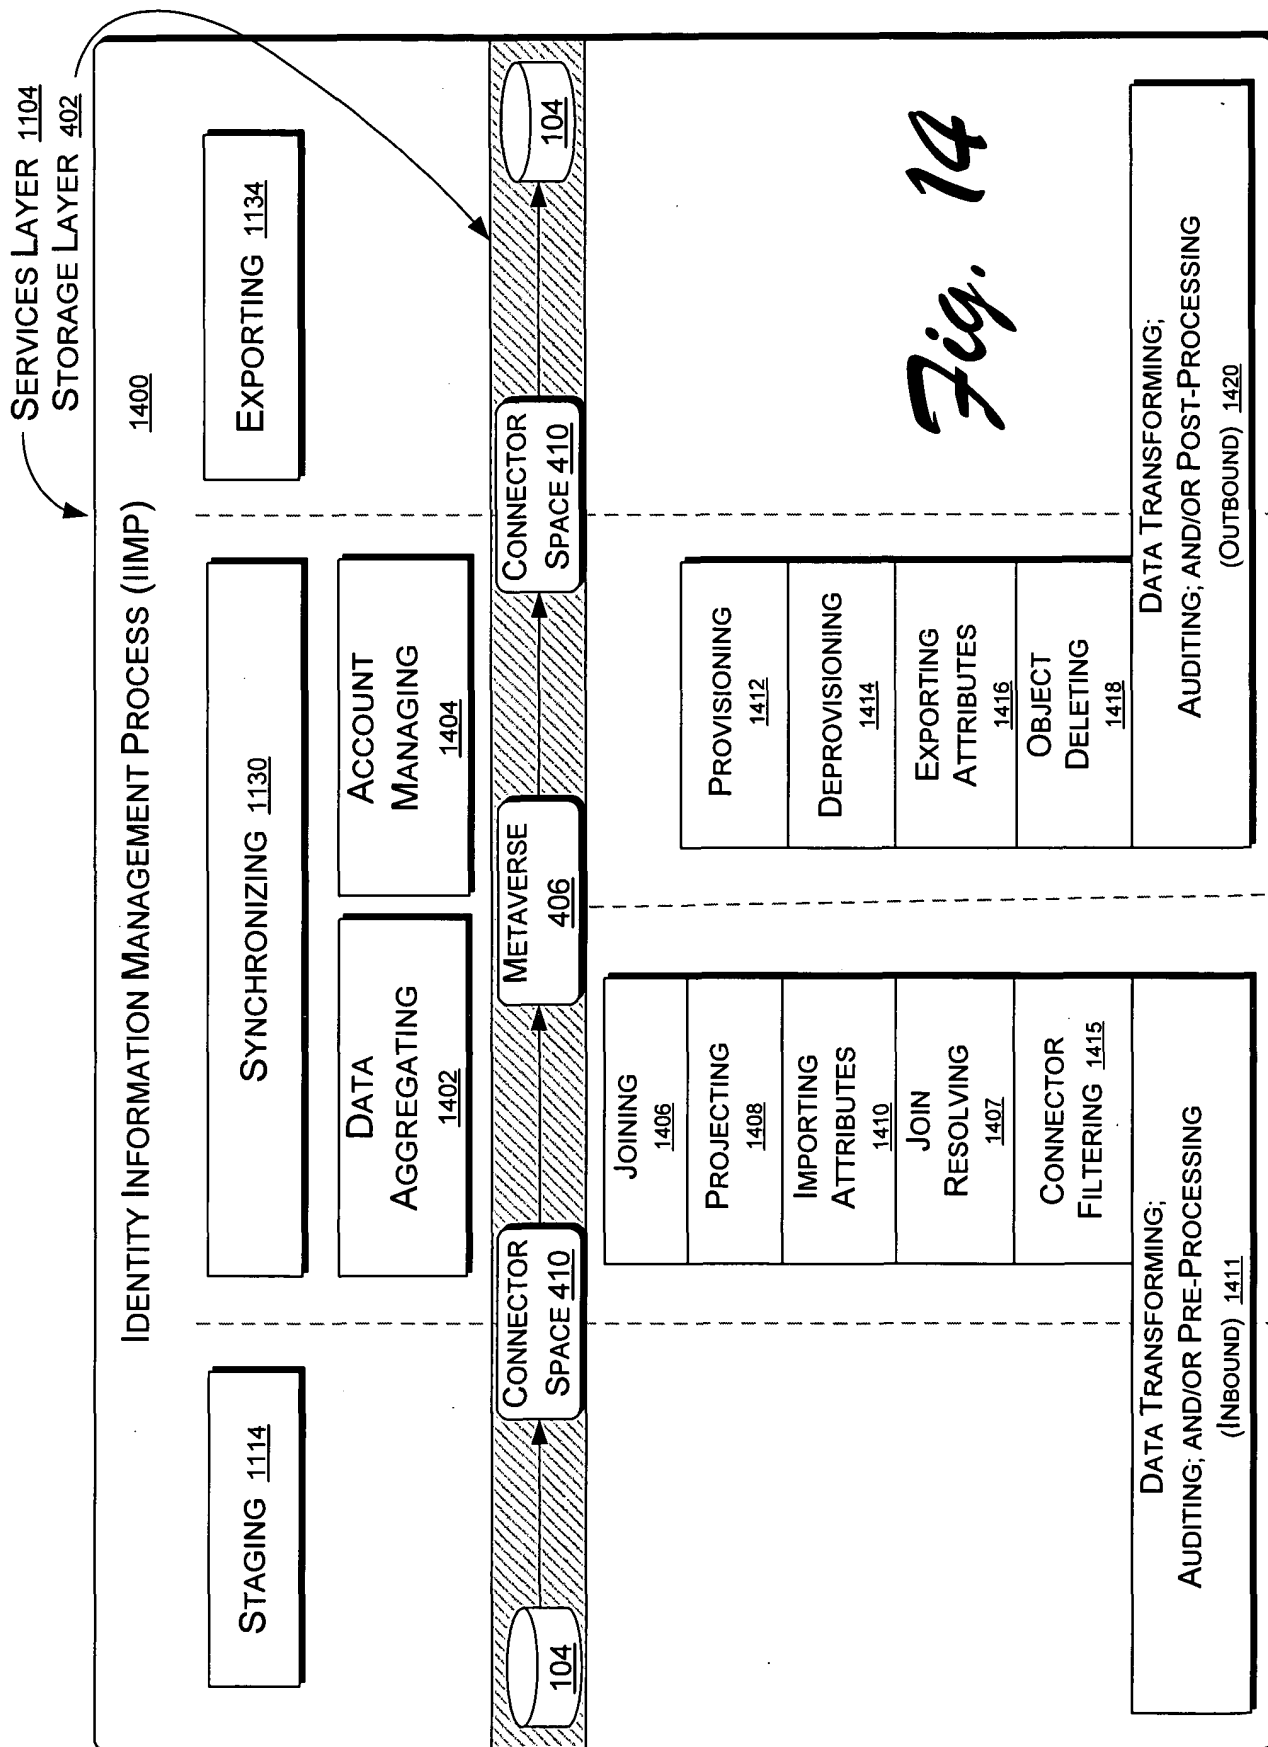 SERVICES LAYER 1104
STORAGE LAYER 402
IDENTITY INFORMATION MANAGEMENT PROCESS (IIMP) 1400
STAGING 1114
SYNCHRONIZING 1130
EXPORTING 1134
DATA
AGGREGATING
1402
ACCOUNT
MANAGING
1404
104
CONNECTOR
SPACE 410
METAVERSE
406
CONNECTOR
SPACE 410
104
JOINING
1406
PROJECTING
1408
IMPORTING
ATTRIBUTES
1410
JOIN
RESOLVING
1407
CONNECTOR
FILTERING 1415
DATA TRANSFORMING;
AUDITING; AND/OR PRE-PROCESSING
(INBOUND) 1411
PROVISIONING
1412
DEPROVISIONING
1414
EXPORTING
ATTRIBUTES
1416
OBJECT
DELETING
1418
DATA TRANSFORMING;
AUDITING; AND/OR POST-PROCESSING
(OUTBOUND) 1420
Fig. 14